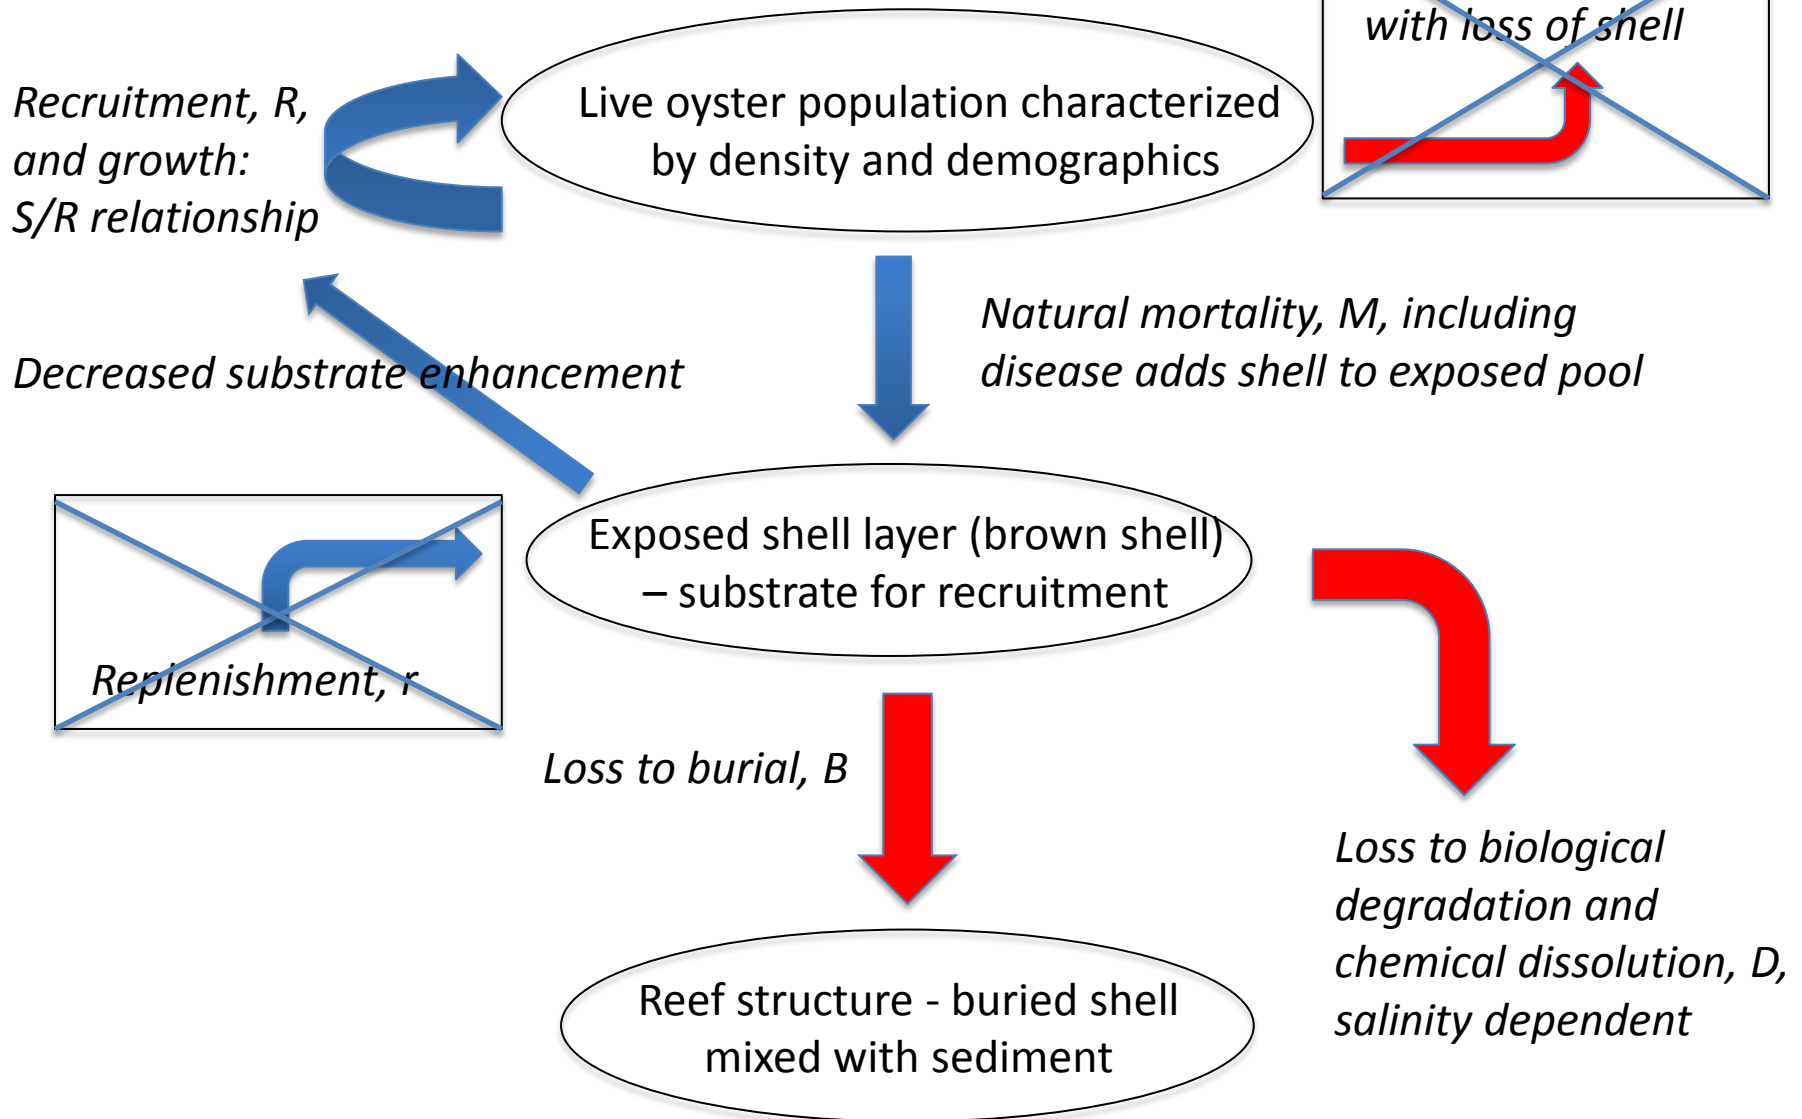 with loss of shell
Recruitment, R,
and growth:
S/R relationship
Live oyster population characterized
by density and demographics
Natural mortality, M, including
disease adds shell to exposed pool
Decreased substrate enhancement
Exposed shell layer (brown shell)
– substrate for recruitment
Replenishment, r
Loss to burial, B
Loss to biological
degradation and
chemical dissolution, D,
salinity dependent
Reef structure - buried shell
mixed with sediment